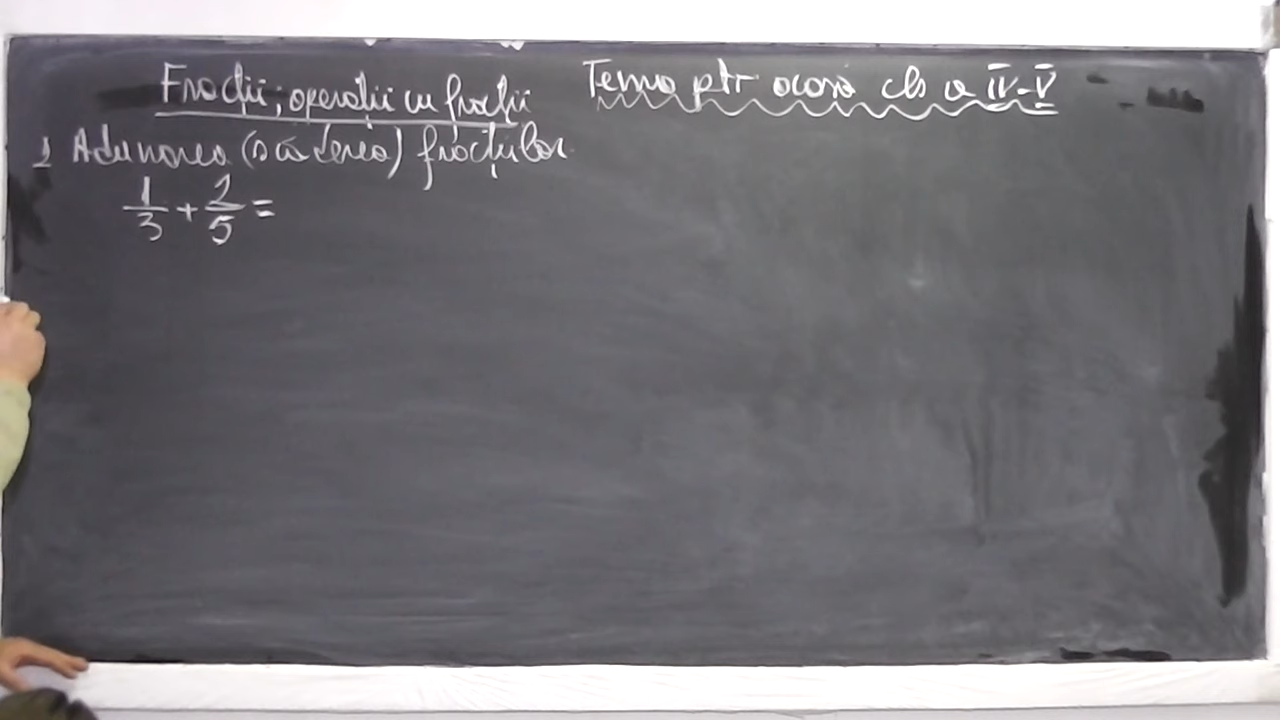 Fracții; operații cu fracții
Tema ptr acasă cls a IV-V
1 Adunarea (scăderea) fracțiilor
1/3 + 2/5 =